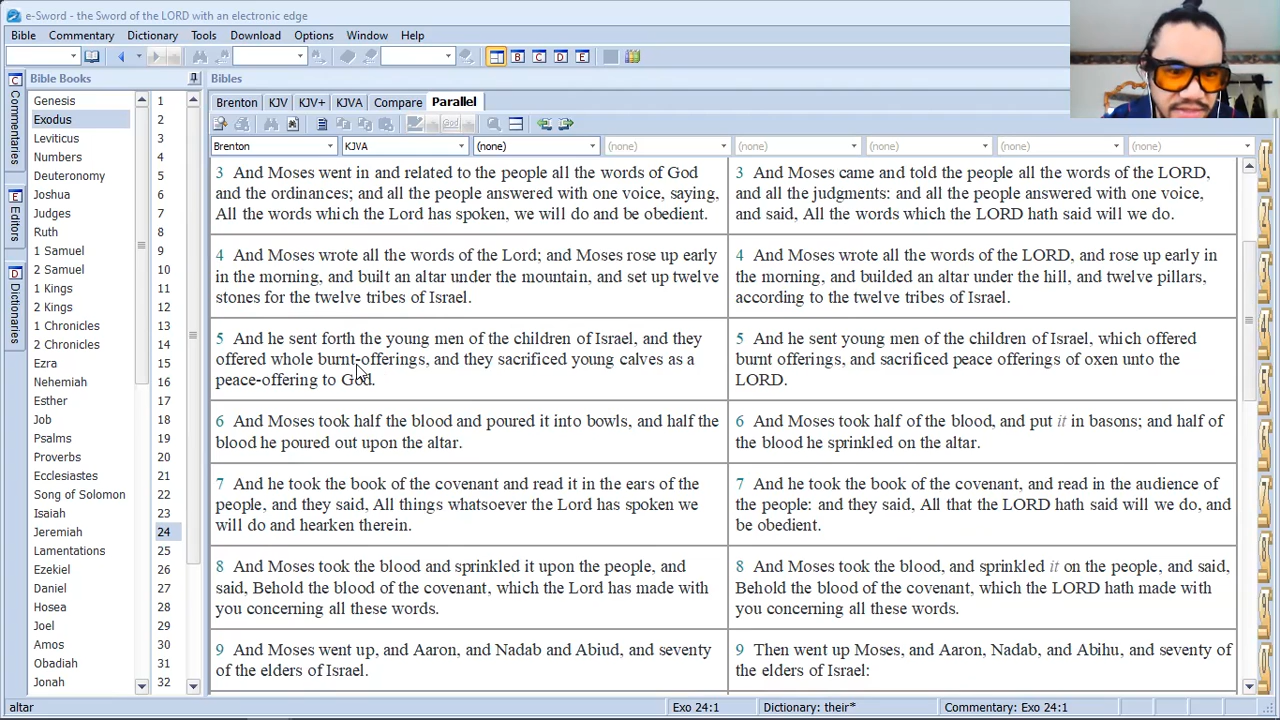 e-Sword - the Sword of the LORD with an electronic edge
Bible Commentary Dictionary Tools Download Options Window Help
B C D E
Bible Books
Bibles
Brenton KJV KJV+ KJVA Compare Parallel
God
Brenton KJVA (none) (none) (none) (none) (none) (none)
Commentaries
Editors
Dictionaries
Genesis 1
Exodus 2
Leviticus 3
Numbers 4
Deuteronomy 5
Joshua 6
Judges 7
Ruth 8
1 Samuel 9
2 Samuel 10
1 Kings 11
2 Kings 12
1 Chronicles 13
2 Chronicles 14
Ezra 15
Nehemiah 16
Esther 17
Job 18
Psalms 19
Proverbs 20
Ecclesiastes 21
Song of Solomon 22
Isaiah 23
Jeremiah 24
Lamentations 25
Ezekiel 26
Daniel 27
Hosea 28
Joel 29
Amos 30
Obadiah 31
Jonah 32
3 And Moses went in and related to the people all the words of God
and the ordinances; and all the people answered with one voice, saying,
All the words which the Lord has spoken, we will do and be obedient.
4 And Moses wrote all the words of the Lord; and Moses rose up early
in the morning, and built an altar under the mountain, and set up twelve
stones for the twelve tribes of Israel.
5 And he sent forth the young men of the children of Israel, and they
offered whole burnt-offerings, and they sacrificed young calves as a
peace-offering to God.
6 And Moses took half the blood and poured it into bowls, and half the
blood he poured out upon the altar.
7 And he took the book of the covenant and read it in the ears of the
people, and they said, All things whatsoever the Lord has spoken we
will do and hearken therein.
8 And Moses took the blood and sprinkled it upon the people, and
said, Behold the blood of the covenant, which the Lord has made with
you concerning all these words.
9 And Moses went up, and Aaron, and Nadab and Abiud, and seventy
of the elders of Israel.
3 And Moses came and told the people all the words of the LORD,
and all the judgments: and all the people answered with one voice,
and said, All the words which the LORD hath said will we do.
4 And Moses wrote all the words of the LORD, and rose up early in
the morning, and builded an altar under the hill, and twelve pillars,
according to the twelve tribes of Israel.
5 And he sent young men of the children of Israel, which offered
burnt offerings, and sacrificed peace offerings of oxen unto the
LORD.
6 And Moses took half of the blood, and put it in basons; and half of
the blood he sprinkled on the altar.
7 And he took the book of the covenant, and read in the audience of
the people: and they said, All that the LORD hath said will we do, and
be obedient.
8 And Moses took the blood, and sprinkled it on the people, and said,
Behold the blood of the covenant, which the LORD hath made with
you concerning all these words.
9 Then went up Moses, and Aaron, Nadab, and Abihu, and seventy of
the elders of Israel:
altar Exo 24:1 Dictionary: their* Commentary: Exo 24:1